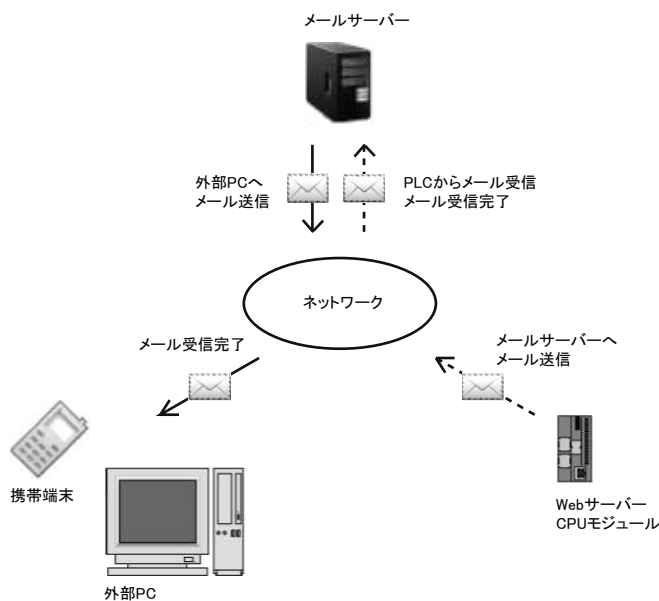 メールサーバー
外部PCへ
メール送信
PLCからメール受信
メール受信完了
ネットワーク
メール受信完了
メールサーバーへ
メール送信
携帯端末
外部PC
Webサーバー
CPUモジュール